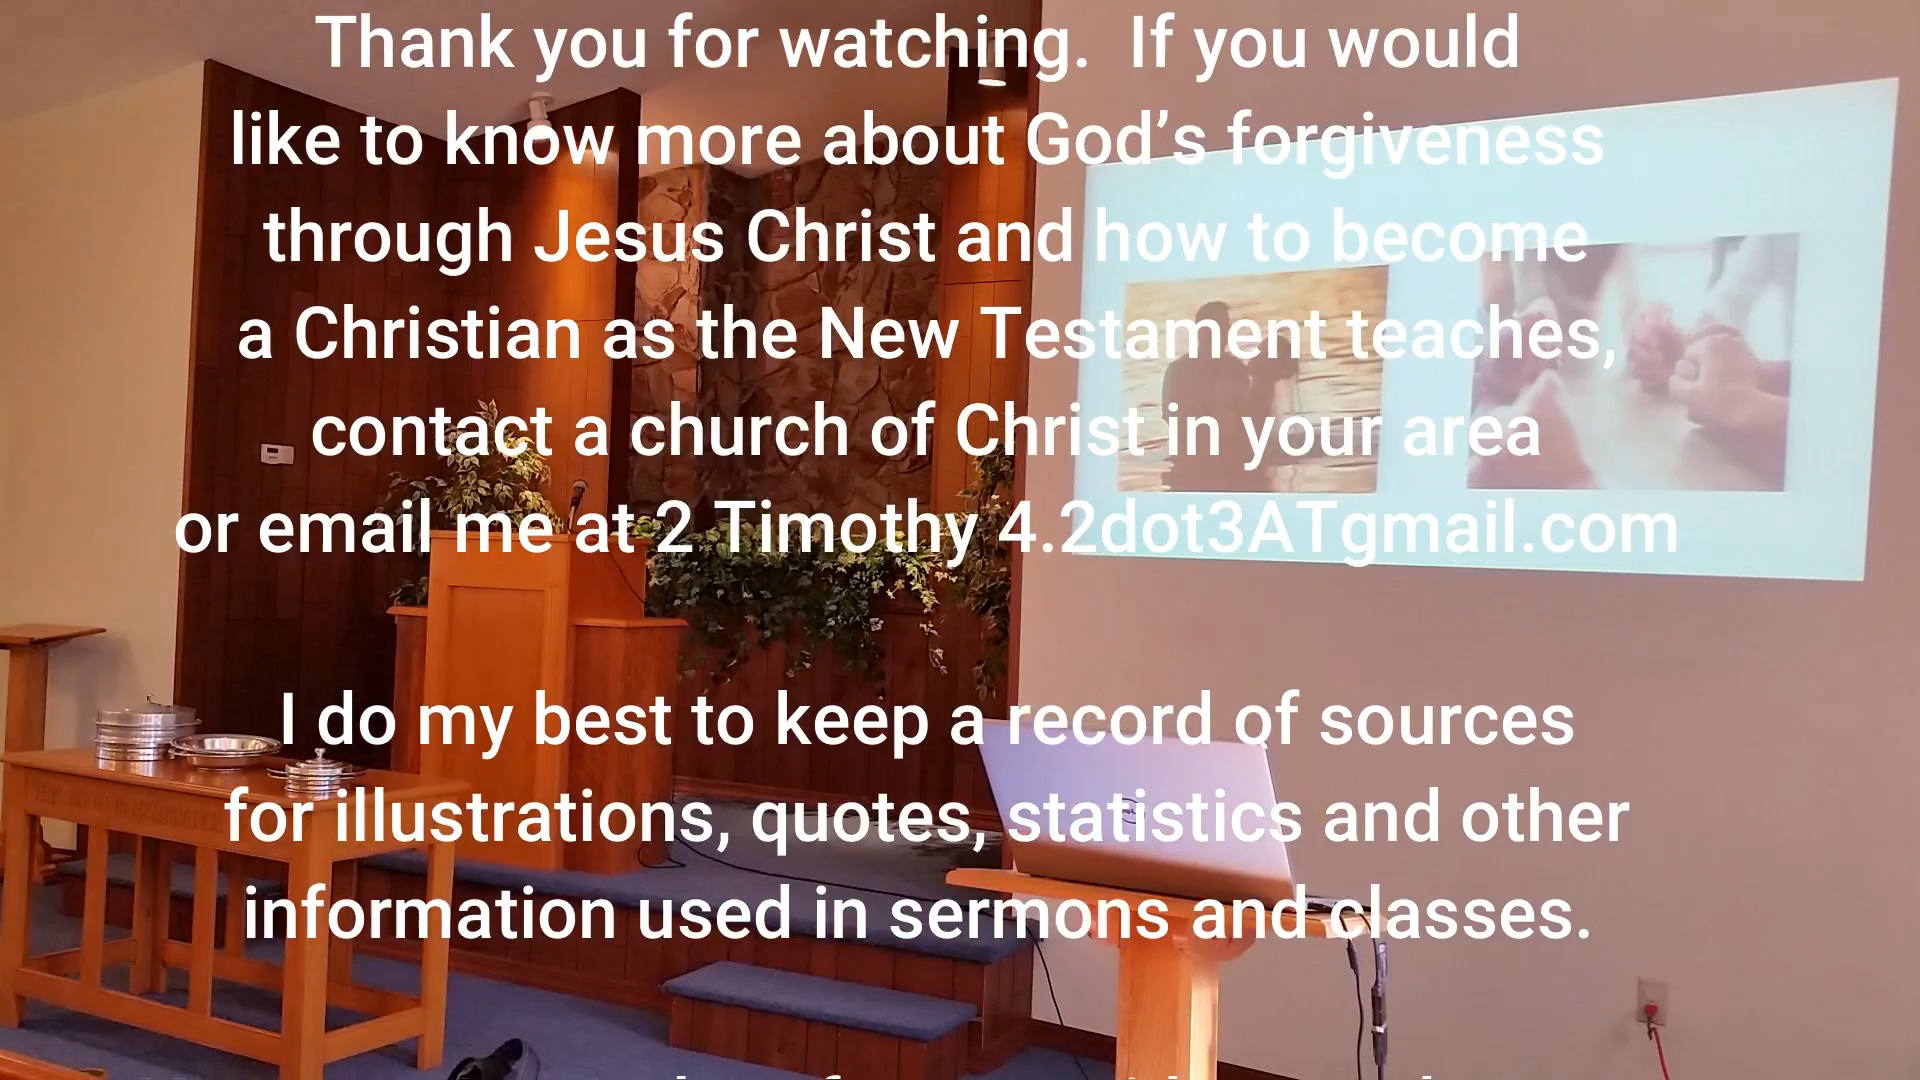 Thank you for watching.  If you would
like to know more about God’s forgiveness
through Jesus Christ and how to become
a Christian as the New Testament teaches,
contact a church of Christ in your area
or email me at 2 Timothy 4.2dot3ATgmail.com
I do my best to keep a record of sources
for illustrations, quotes, statistics and other
information used in sermons and classes.